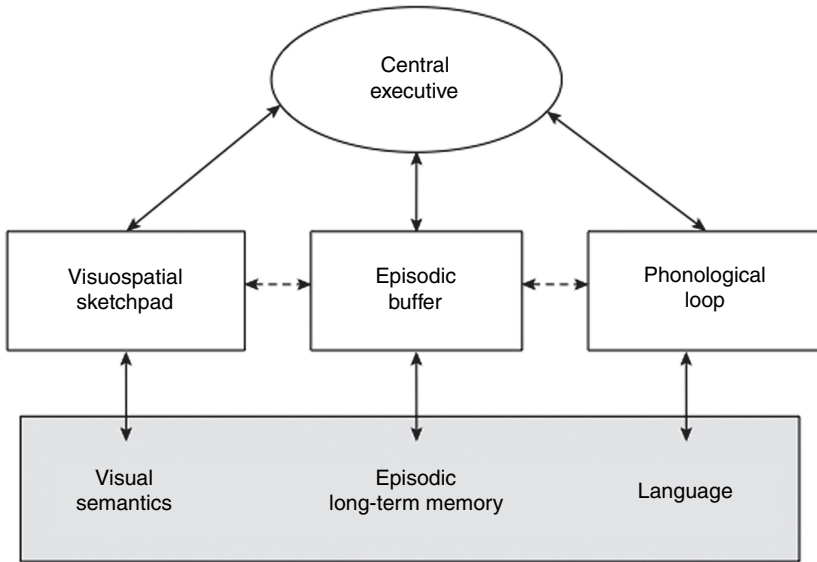 Central
executive
Visuospatial
sketchpad
Episodic
buffer
Phonological
loop
Visual
semantics
Episodic
long-term memory
Language